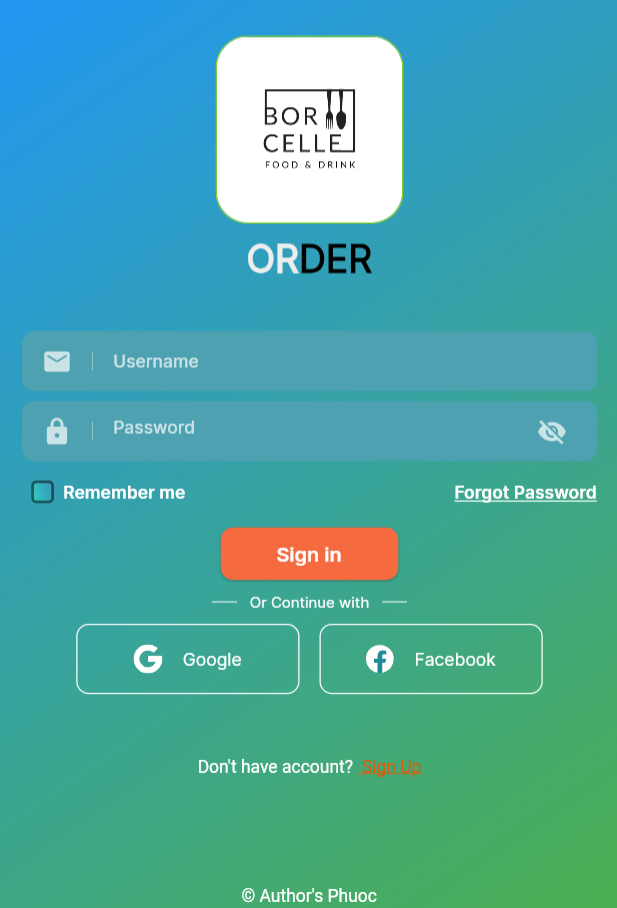 BOR
CELLE
FOOD & DRINK
ORDER
Username
Password
Remember me
Forgot Password
Sign in
Or Continue with
Google
Facebook
Don't have account? Sign Up
© Author's Phuoc